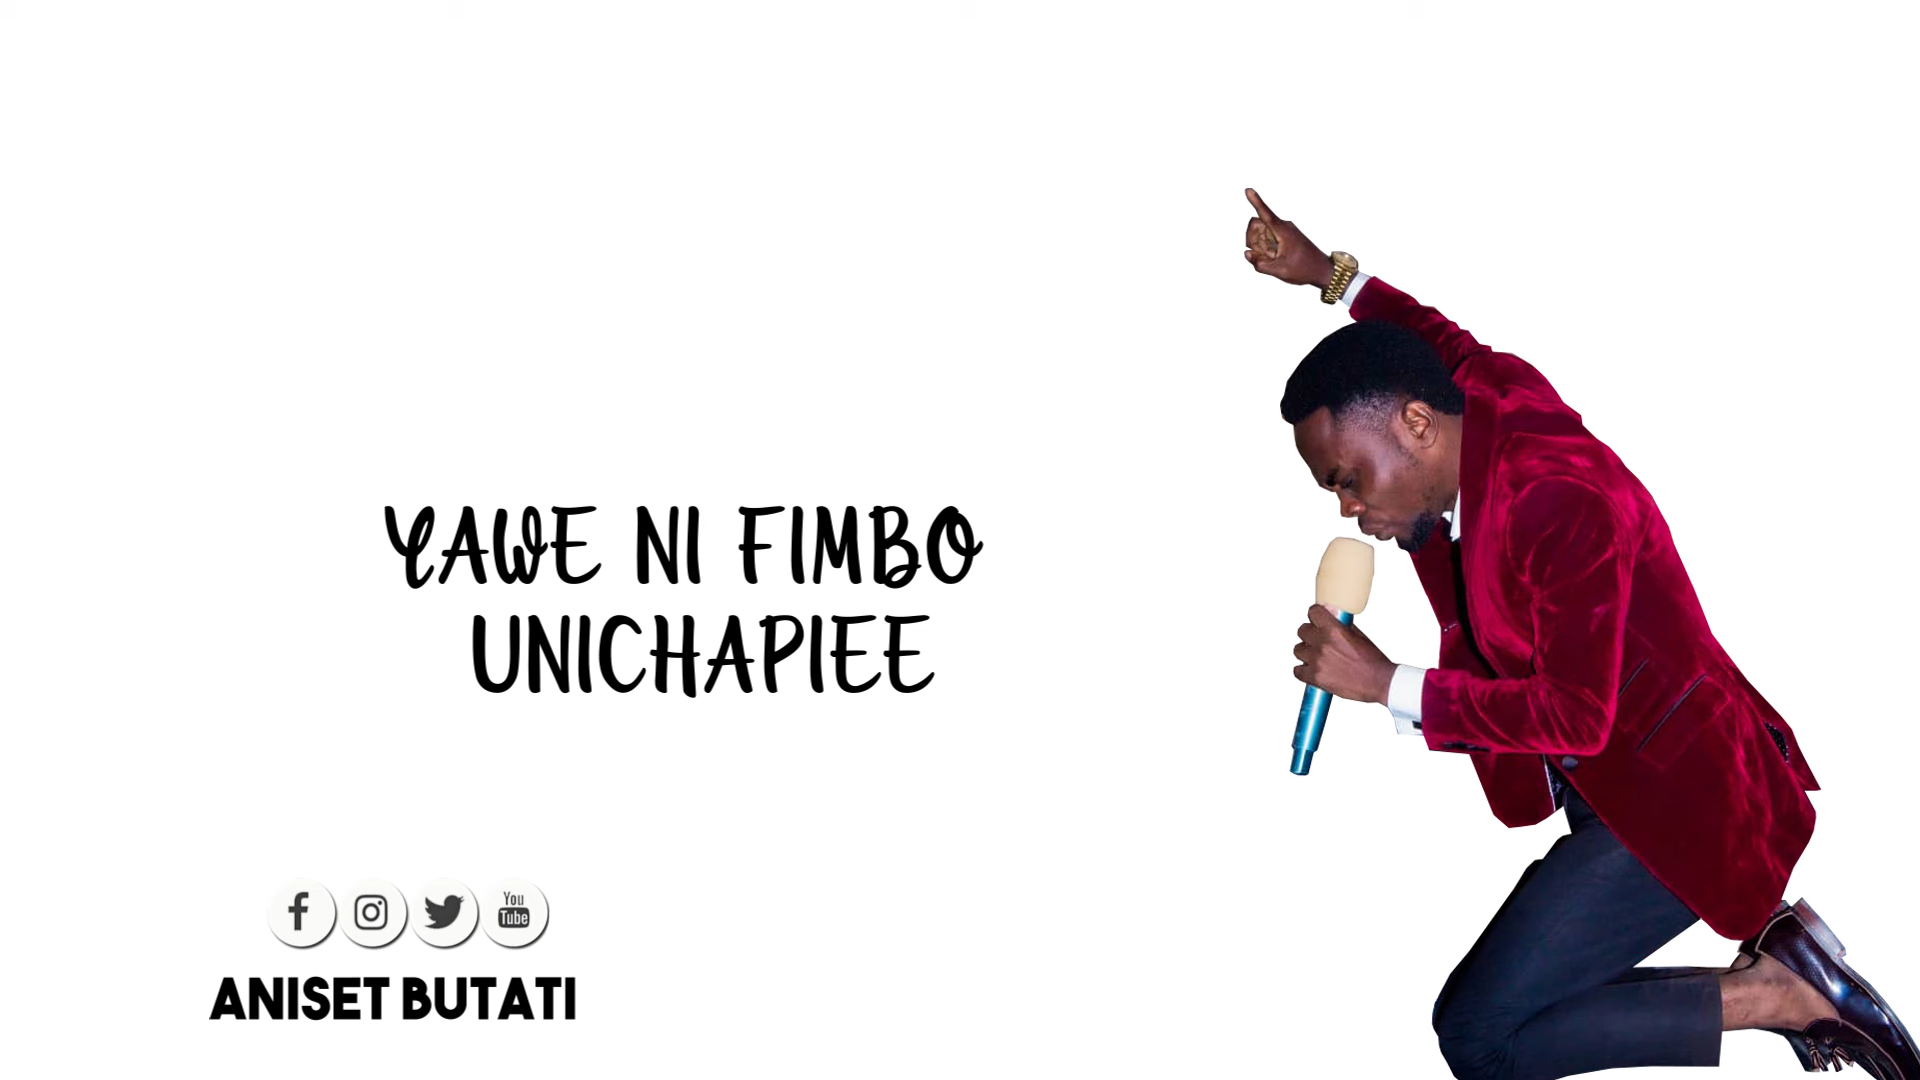 YAWE NI FIMBO
UNICHAPIEE
You
Tube
ANISET BUTATI